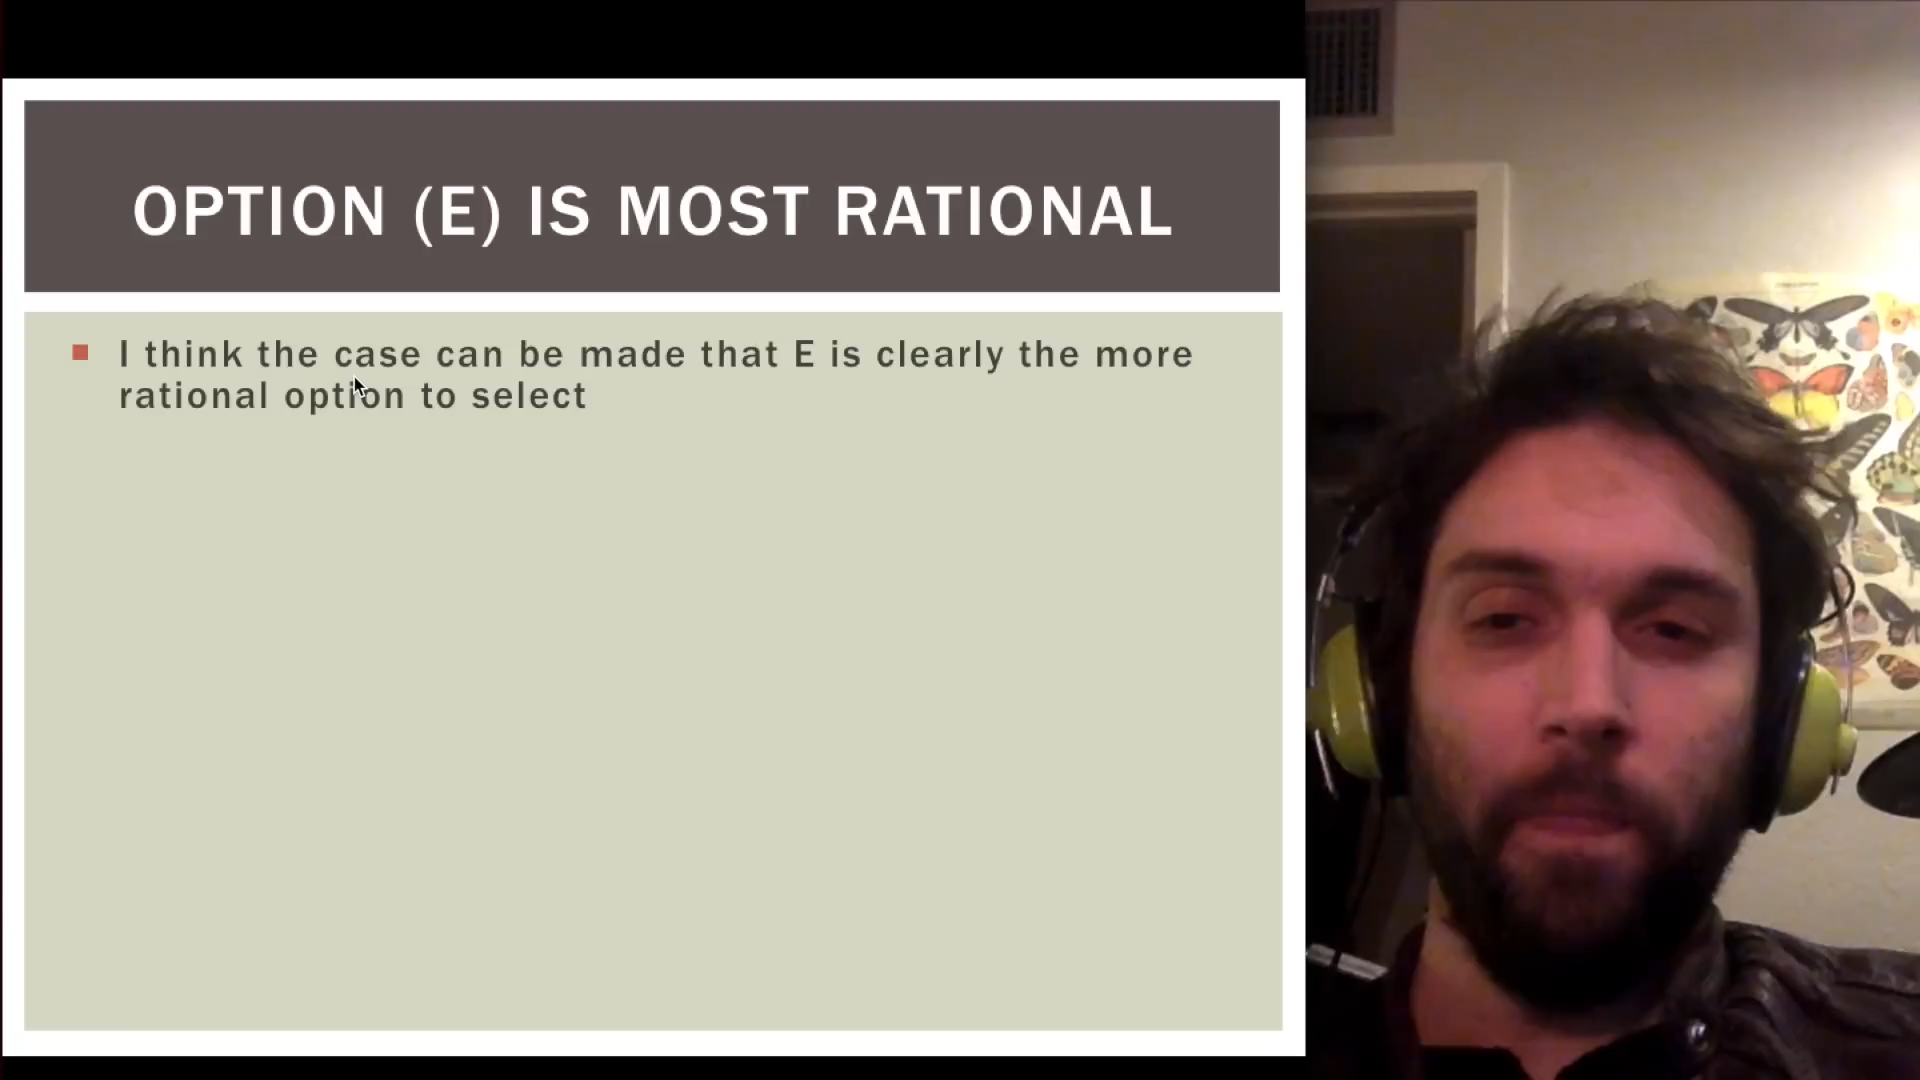 OPTION (E) IS MOST RATIONAL
I think the case can be made that E is clearly the more
rational option to select